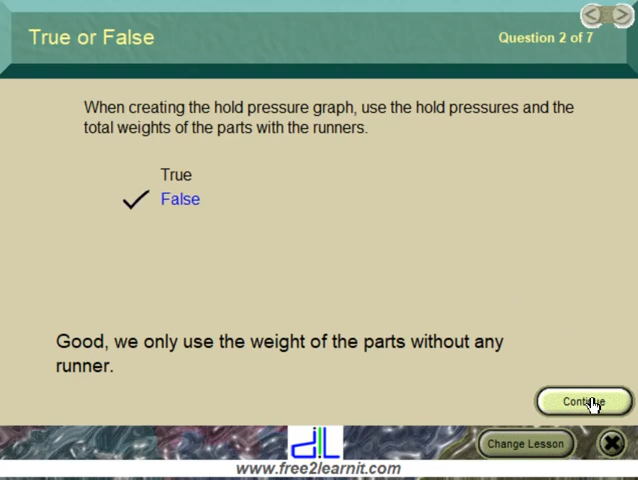 True or False
Question 2 of 7
When creating the hold pressure graph, use the hold pressures and the
total weights of the parts with the runners.
True
False
Good, we only use the weight of the parts without any
runner.
Continue
diL
Change Lesson
www.free2learnit.com